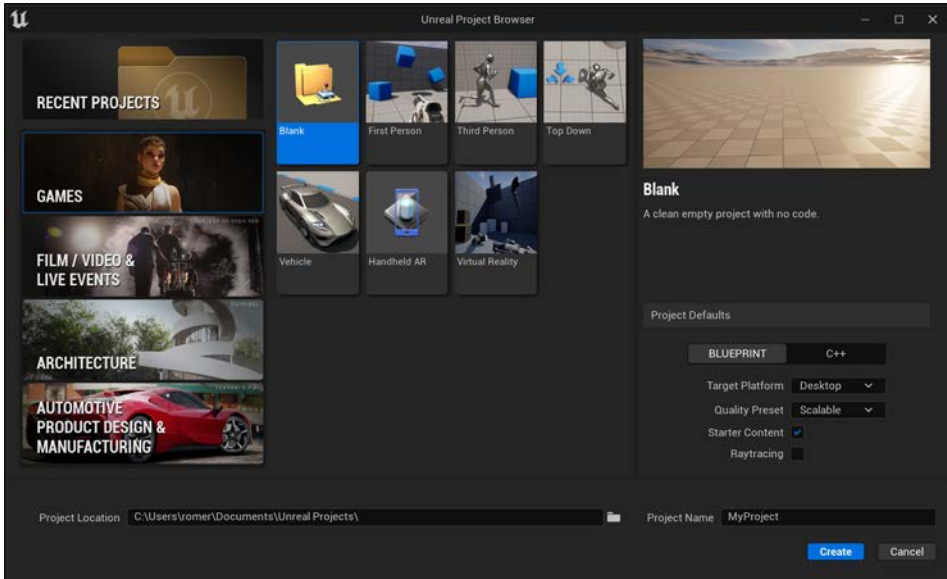 Unreal Project Browser
RECENT PROJECTS
GAMES
FILM / VIDEO &
LIVE EVENTS
ARCHITECTURE
AUTOMOTIVE
PRODUCT DESIGN &
MANUFACTURING
Blank
First Person
Third Person
Top Down
Vehicle
Handheld AR
Virtual Reality
Blank
A clean empty project with no code.
Project Defaults
BLUEPRINT
C++
Target Platform
Desktop
Quality Preset
Scalable
Starter Content
Raytracing
Project Location
C:\Users\romer\Documents\Unreal Projects\
Project Name
MyProject
Create
Cancel